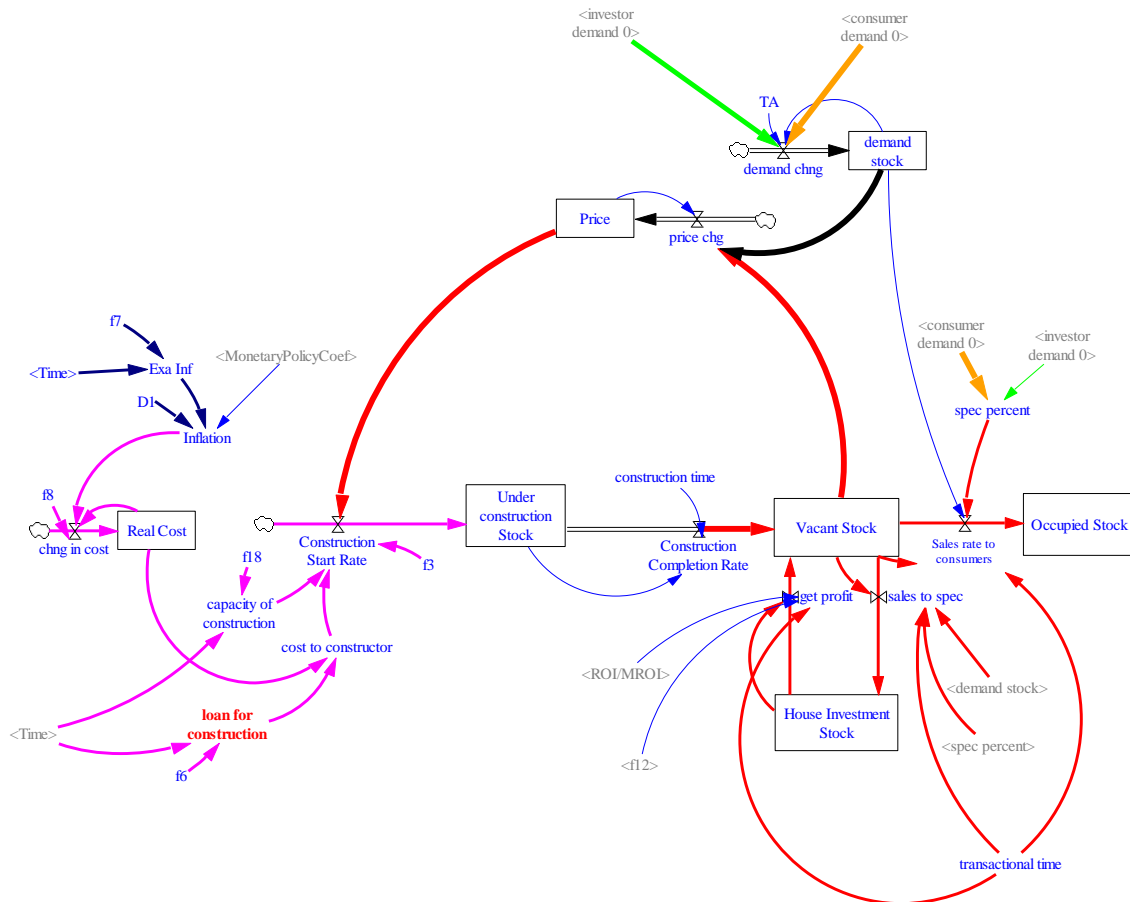 <investor
demand 0>
<consumer
demand 0>
TA
demand chng
demand
stock
Price
price chg
f7
<Time>
Exa Inf
<MonetaryPolicyCoef>
D1
Inflation
<consumer
demand 0>
<investor
demand 0>
spec percent
f8
chng in cost
Real Cost
Construction
Start Rate
f3
Under
construction
Stock
construction time
Construction
Completion Rate
Vacant Stock
Sales rate to
consumers
Occupied Stock
f18
capacity of
construction
cost to constructor
get profit
sales to spec
<ROI/MROI>
<demand stock>
House Investment
Stock
<spec percent>
<Time>
loan for
construction
f6
<f12>
transactional time